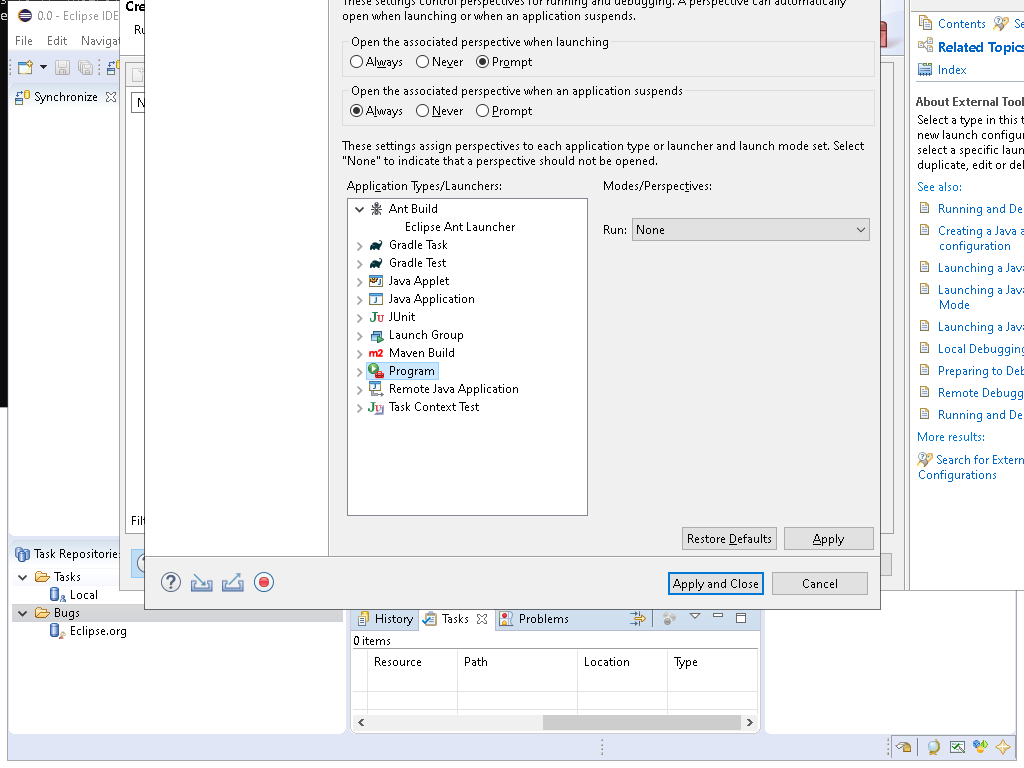 0.0 - Eclipse IDE
File Edit Navigat
Synchronize
Cre
Ru
N
Filt
These settings control perspectives for running and debugging. A perspective can automatically
open when launching or when an application suspends.
Open the associated perspective when launching
Always Never Prompt
Open the associated perspective when an application suspends
Always Never Prompt
These settings assign perspectives to each application type or launcher and launch mode set. Select
"None" to indicate that a perspective should not be opened.
Application Types/Launchers: Modes/Perspectives:
Ant Build
Eclipse Ant Launcher
Run: None
Gradle Task
Gradle Test
Java Applet
Java Application
JUnit
Launch Group
Maven Build
Program
Remote Java Application
Task Context Test
Restore Defaults Apply
Apply and Close Cancel
Contents Se
Related Topics
Index
About External Tool
Select a type in this t
new launch configur
select a specific laun
duplicate, edit or del
See also:
Running and De
Creating a Java a
configuration
Launching a Java
Launching a Java
Mode
Launching a Java
Local Debugging
Preparing to Deb
Remote Debugg
Running and De
More results:
Search for Extern
Configurations
Task Repositorie
Tasks
Local
Bugs
Eclipse.org
History Tasks Problems
0 items
Resource Path Location Type